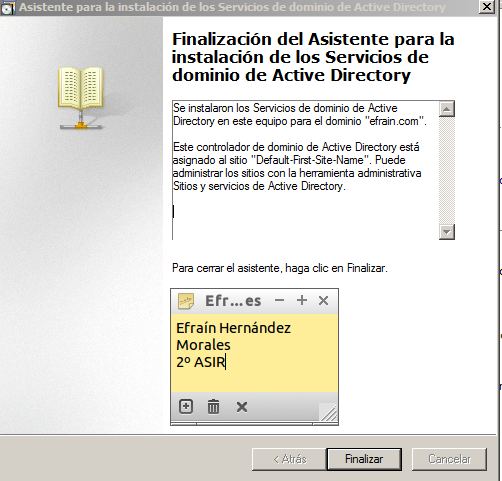 Asistente para la instalación de los Servicios de dominio de Active Directory
Finalización del Asistente para la
instalación de los Servicios de
dominio de Active Directory
Se instalaron los Servicios de dominio de Active
Directory en este equipo para el dominio "efrain.com".
Este controlador de dominio de Active Directory está
asignado al sitio "Default-First-Site-Name". Puede
administrar los sitios con la herramienta administrativa
Sitios y servicios de Active Directory.
Para cerrar el asistente, haga clic en Finalizar.
Efr...es
Efraín Hernández
Morales
2º ASIR
< Atrás Finalizar Cancelar